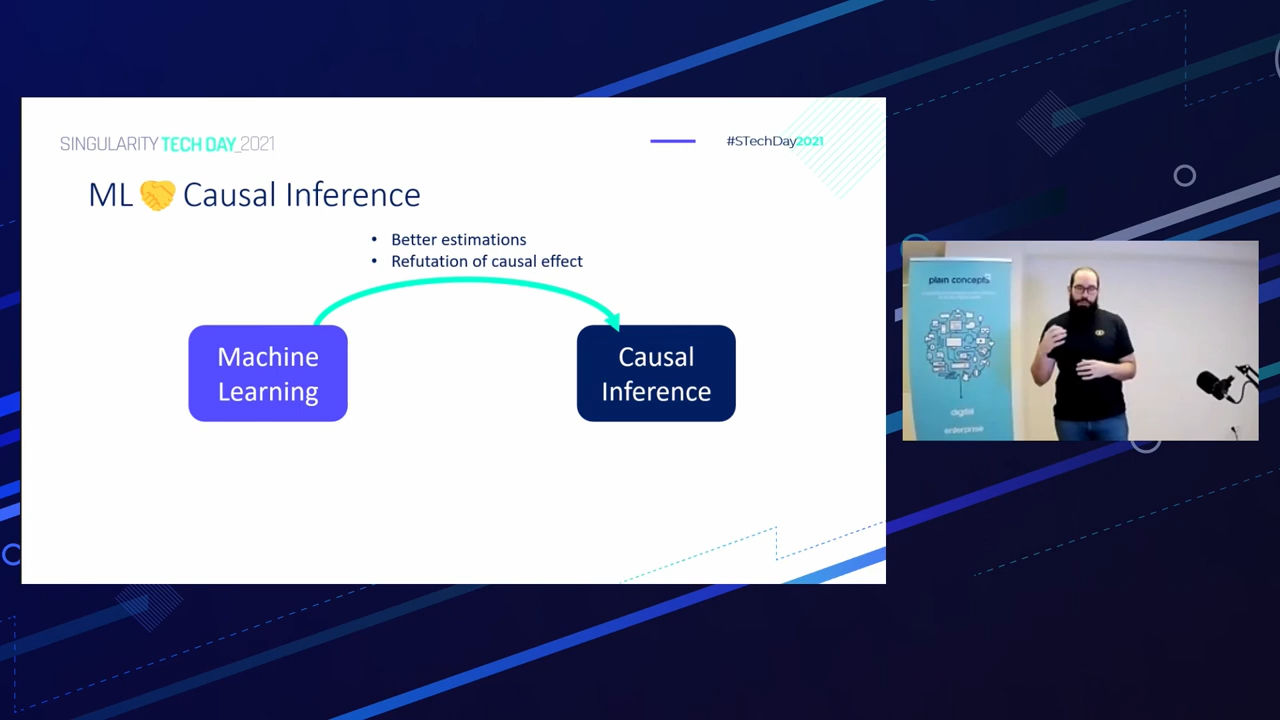 SINGULARITY TECH DAY_2021
#STechDay2021
ML🤝Causal Inference
• Better estimations
• Refutation of causal effect
Machine
Learning
Causal
Inference
plain concepts
digital
enterprise